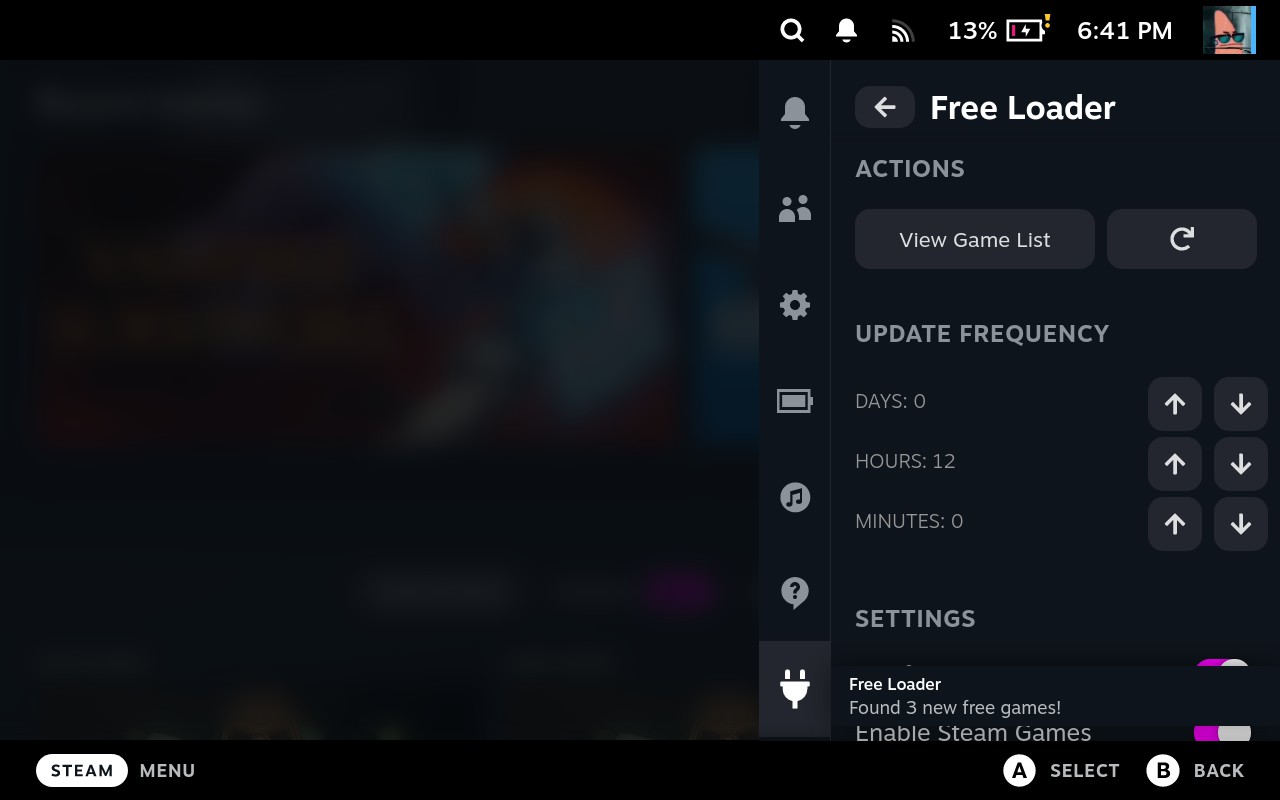 13% 6:41 PM
Free Loader
ACTIONS
View Game List
UPDATE FREQUENCY
DAYS: 0
HOURS: 12
MINUTES: 0
SETTINGS
Free Loader
Found 3 new free games!
Enable Steam Games
STEAM MENU
A SELECT B BACK